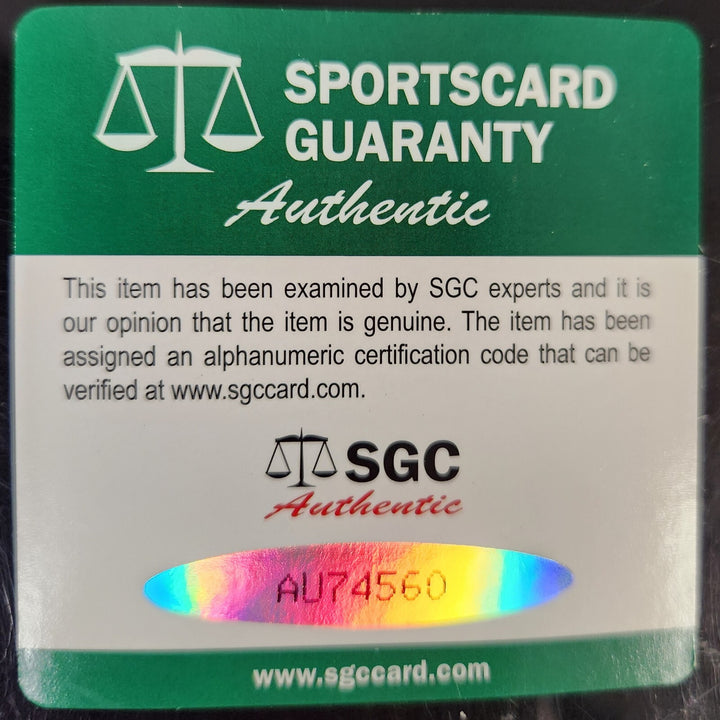 SPORTSCARD
GUARANTY
Authentic
This item has been examined by SGC experts and it is
our opinion that the item is genuine. The item has been
assigned an alphanumeric certification code that can be
verified at www.sgccard.com.
SGC
Authentic
AU74560
www.sgccard.com